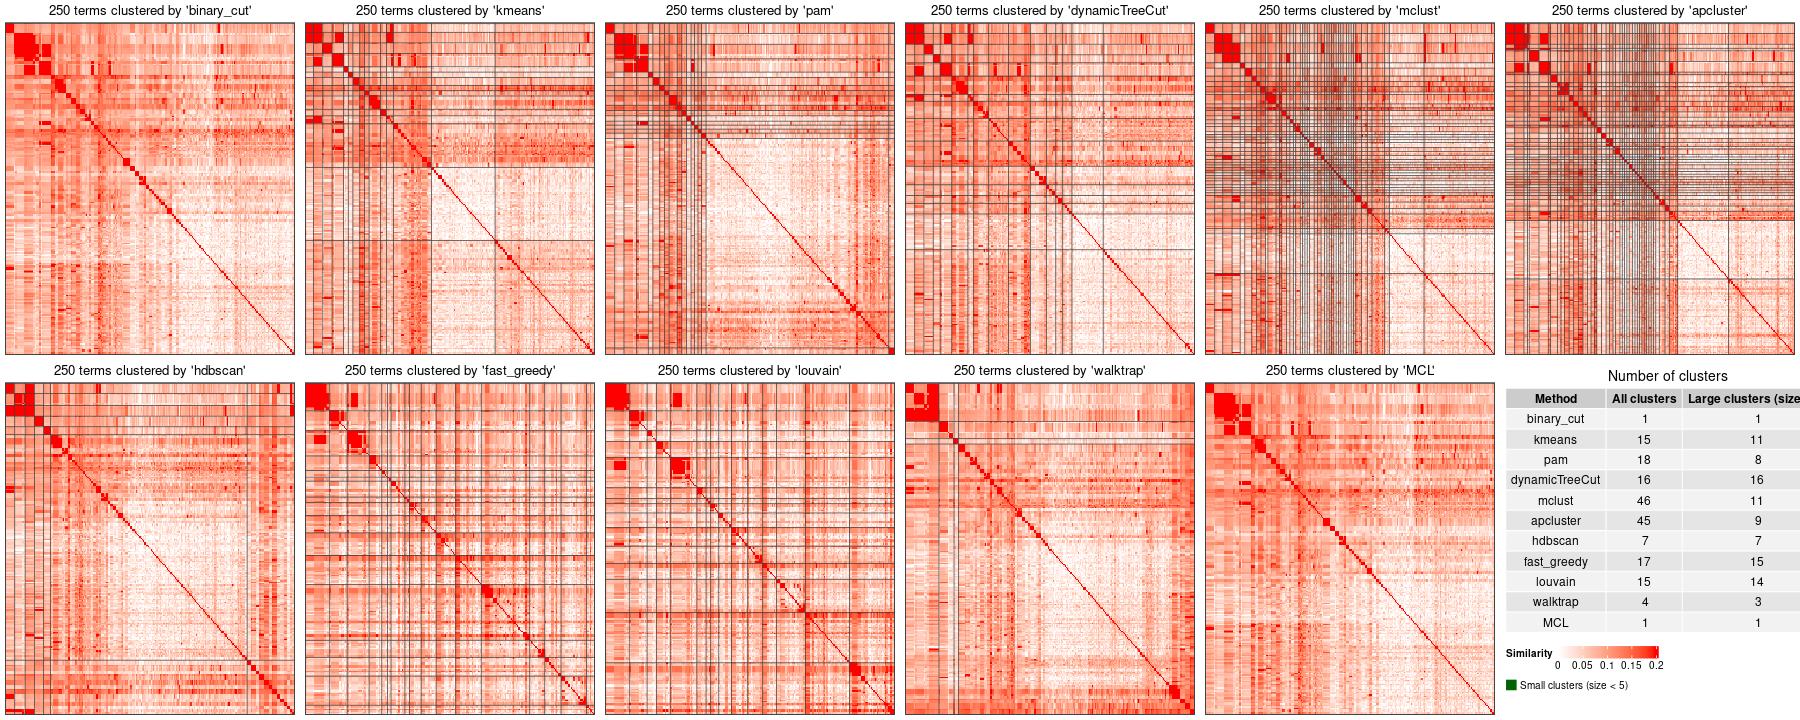 250 terms clustered by 'binary_cut'
250 terms clustered by 'kmeans'
250 terms clustered by 'pam'
250 terms clustered by 'dynamicTreeCut'
250 terms clustered by 'mclust'
250 terms clustered by 'apcluster'
250 terms clustered by 'hdbscan'
250 terms clustered by 'fast_greedy'
250 terms clustered by 'louvain'
250 terms clustered by 'walktrap'
250 terms clustered by 'MCL'
Number of clusters
Method All clusters Large clusters (size
binary_cut 1 1
kmeans 15 11
pam 18 8
dynamicTreeCut 16 16
mclust 46 11
apcluster 45 9
hdbscan 7 7
fast_greedy 17 15
louvain 15 14
walktrap 4 3
MCL 1 1
Similarity
0 0.05 0.1 0.15 0.2
Small clusters (size < 5)